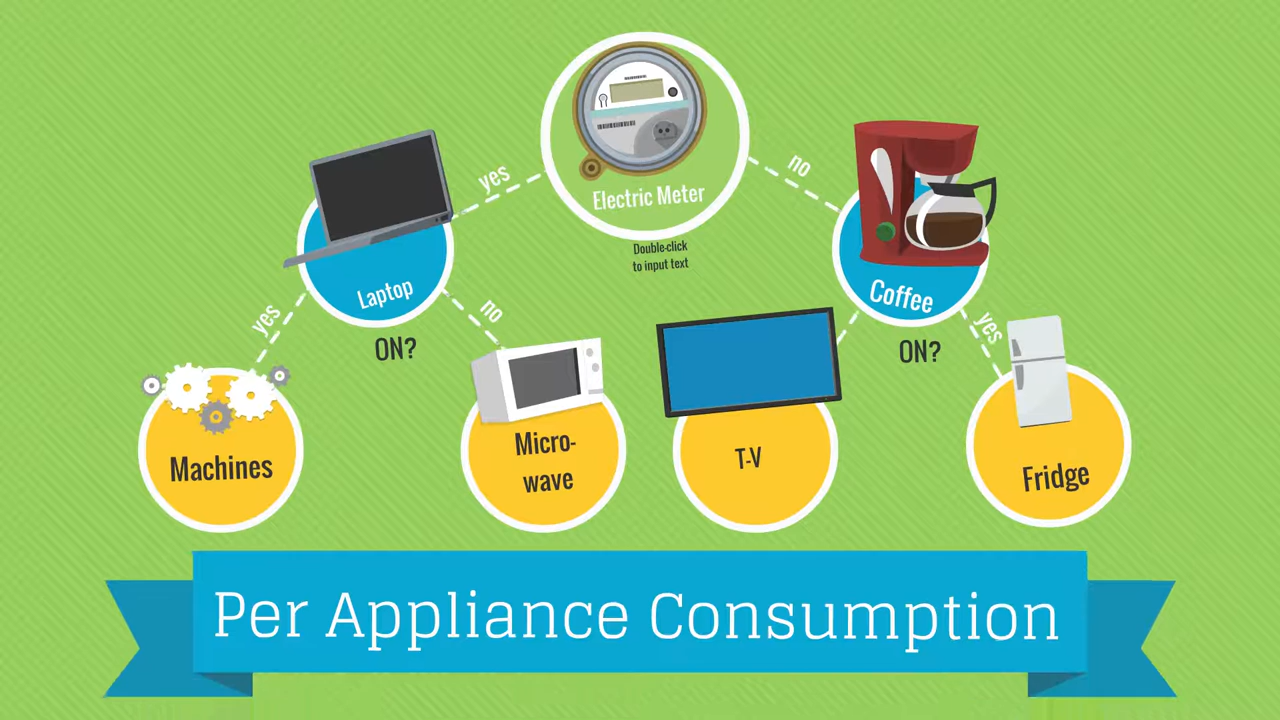 Electric Meter
Double-click
to input text
yes
no
Laptop
ON?
Coffee
ON?
yes
no
yes
Machines
Micro-
wave
T-V
Fridge
Per Appliance Consumption